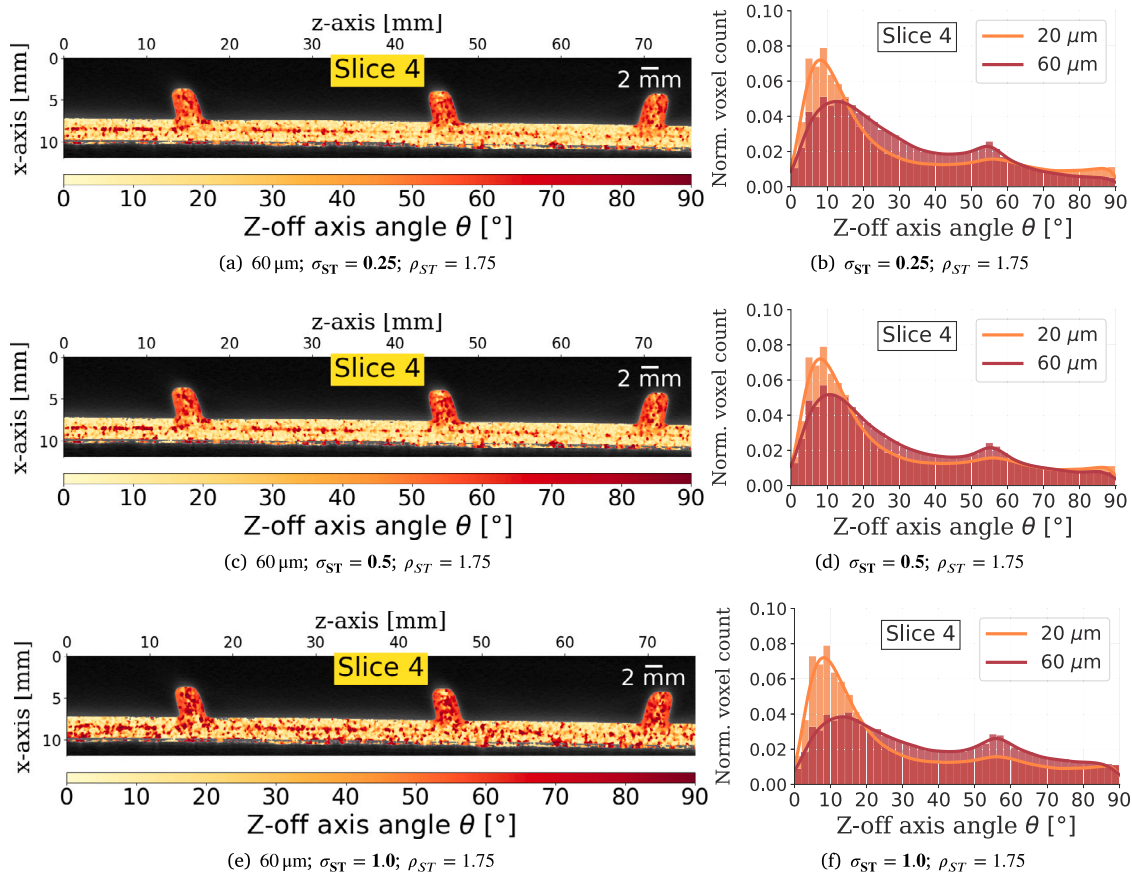 z-axis [mm]
0 10 20 30 40 50 60 70
x-axis [mm]
0
5
10
Slice 4
2 mm
0 10 20 30 40 50 60 70 80 90
Z-off axis angle θ [°]
(a) 60 μm; σST = 0.25; ρST = 1.75
Norm. voxel count
0.10
0.08
0.06
0.04
0.02
0.00
Slice 4
20 μm
60 μm
0 10 20 30 40 50 60 70 80 90
Z-off axis angle θ [°]
(b) σST = 0.25; ρST = 1.75
z-axis [mm]
0 10 20 30 40 50 60 70
x-axis [mm]
0
5
10
Slice 4
2 mm
0 10 20 30 40 50 60 70 80 90
Z-off axis angle θ [°]
(c) 60 μm; σST = 0.5; ρST = 1.75
Norm. voxel count
0.10
0.08
0.06
0.04
0.02
0.00
Slice 4
20 μm
60 μm
0 10 20 30 40 50 60 70 80 90
Z-off axis angle θ [°]
(d) σST = 0.5; ρST = 1.75
z-axis [mm]
0 10 20 30 40 50 60 70
x-axis [mm]
0
5
10
Slice 4
2 mm
0 10 20 30 40 50 60 70 80 90
Z-off axis angle θ [°]
(e) 60 μm; σST = 1.0; ρST = 1.75
Norm. voxel count
0.10
0.08
0.06
0.04
0.02
0.00
Slice 4
20 μm
60 μm
0 10 20 30 40 50 60 70 80 90
Z-off axis angle θ [°]
(f) σST = 1.0; ρST = 1.75